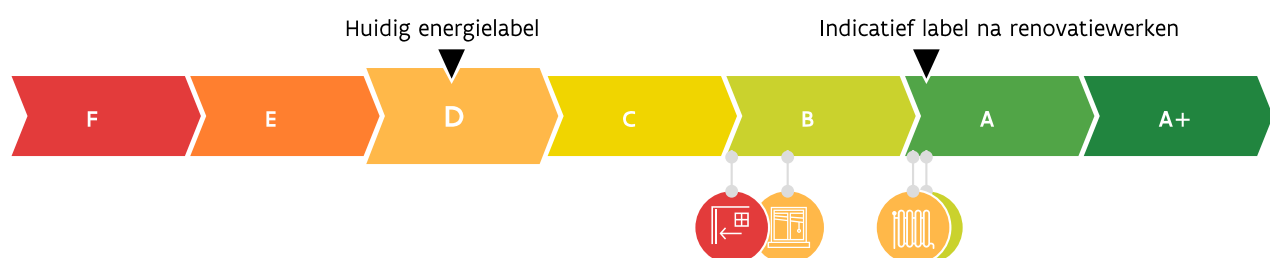 Huidig energielabel
Indicatief label na renovatiewerken
F
E
D
C
B
A
A+